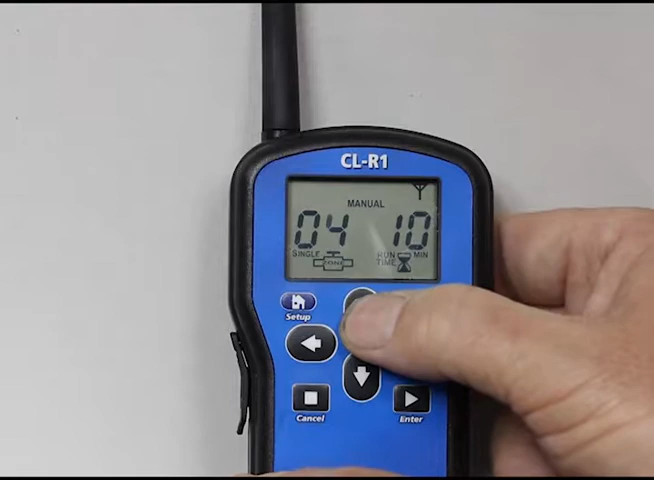 CL-R1
MANUAL
04 10
SINGLE ZONE RUN TIME MIN
Setup
Cancel
Enter